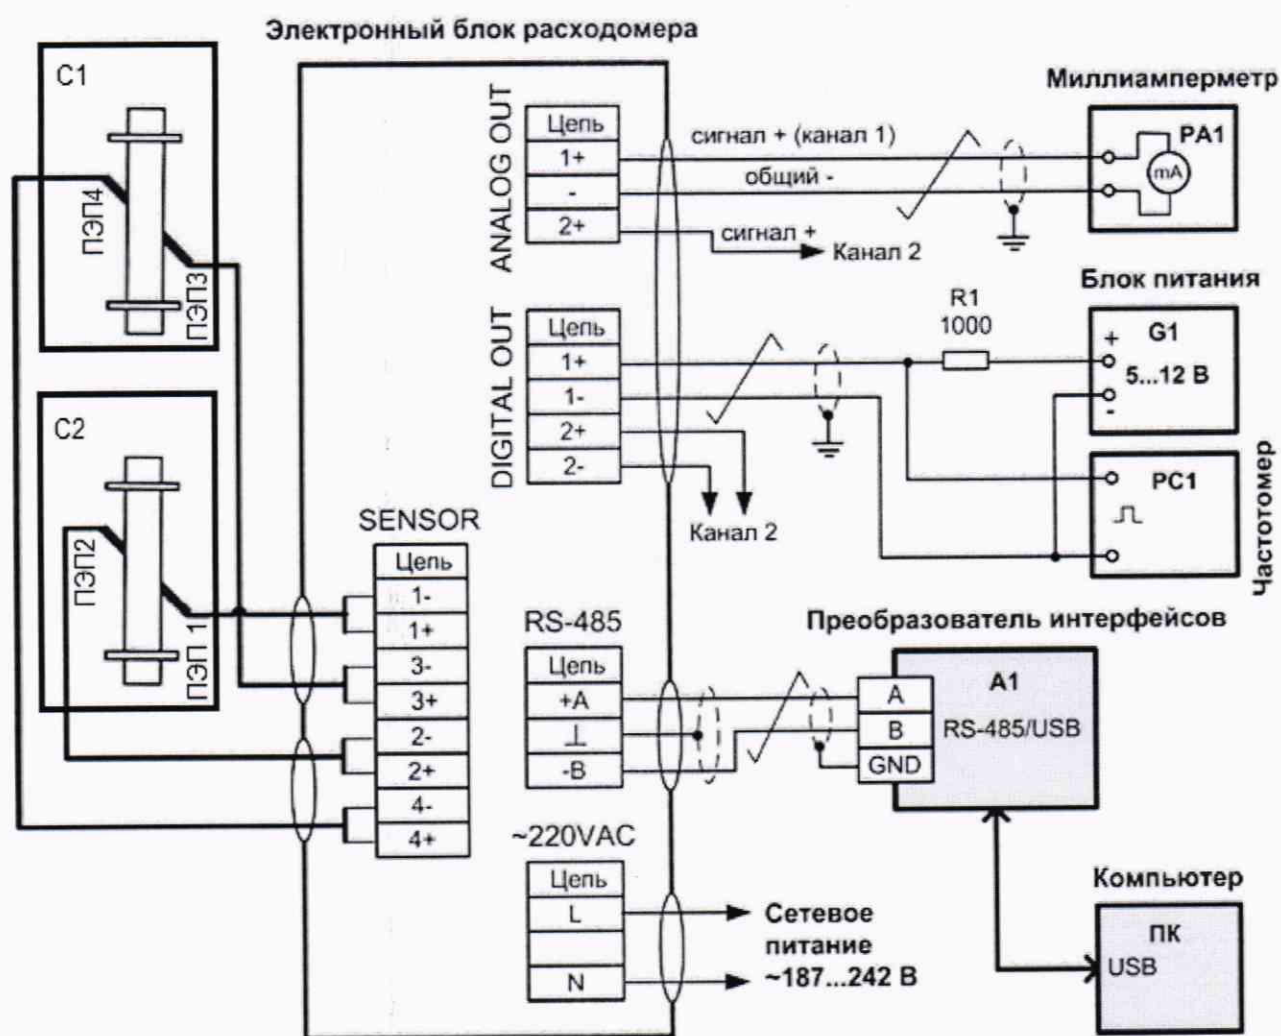 Электронный блок расходомера
C1
ПЭП4
ПЭП3
C2
ПЭП2
ПЭП 1
SENSOR
Цепь
1-
1+
3-
3+
2-
2+
4-
4+
ANALOG OUT
Цепь
1+
-
2+
сигнал + (канал 1)
общий -
сигнал +
Канал 2
Миллиамперметр
PA1
mA
DIGITAL OUT
Цепь
1+
1-
2+
2-
Канал 2
R1
1000
Блок питания
+
G1
5...12 В
-
PC1
Частотомер
RS-485
Цепь
+A
⊥
-B
Преобразователь интерфейсов
A
B
GND
A1
RS-485/USB
~220VAC
Цепь
L
N
Сетевое
питание
~187...242 В
Компьютер
ПК
USB